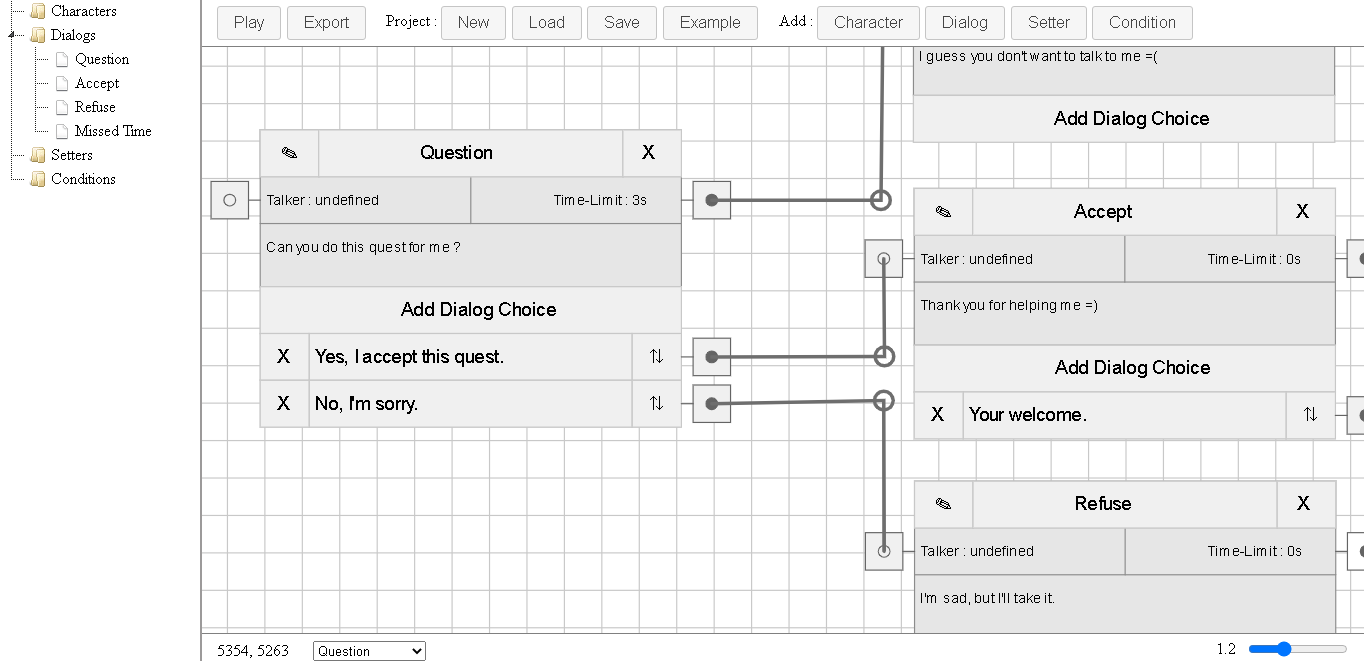 Play Export Project : New Load Save Example Add : Character Dialog Setter Condition
Characters
Dialogs
Question
Accept
Refuse
Missed Time
Setters
Conditions
I guess you don't want to talk to me =(
Add Dialog Choice
Question X
Talker : undefined Time-Limit : 3s
Can you do this quest for me ?
Add Dialog Choice
X Yes, I accept this quest.
X No, I'm sorry.
Accept X
Talker : undefined Time-Limit : 0s
Thank you for helping me =)
Add Dialog Choice
X Your welcome.
Refuse X
Talker : undefined Time-Limit : 0s
I'm sad, but I'll take it.
5354, 5263 Question 1.2